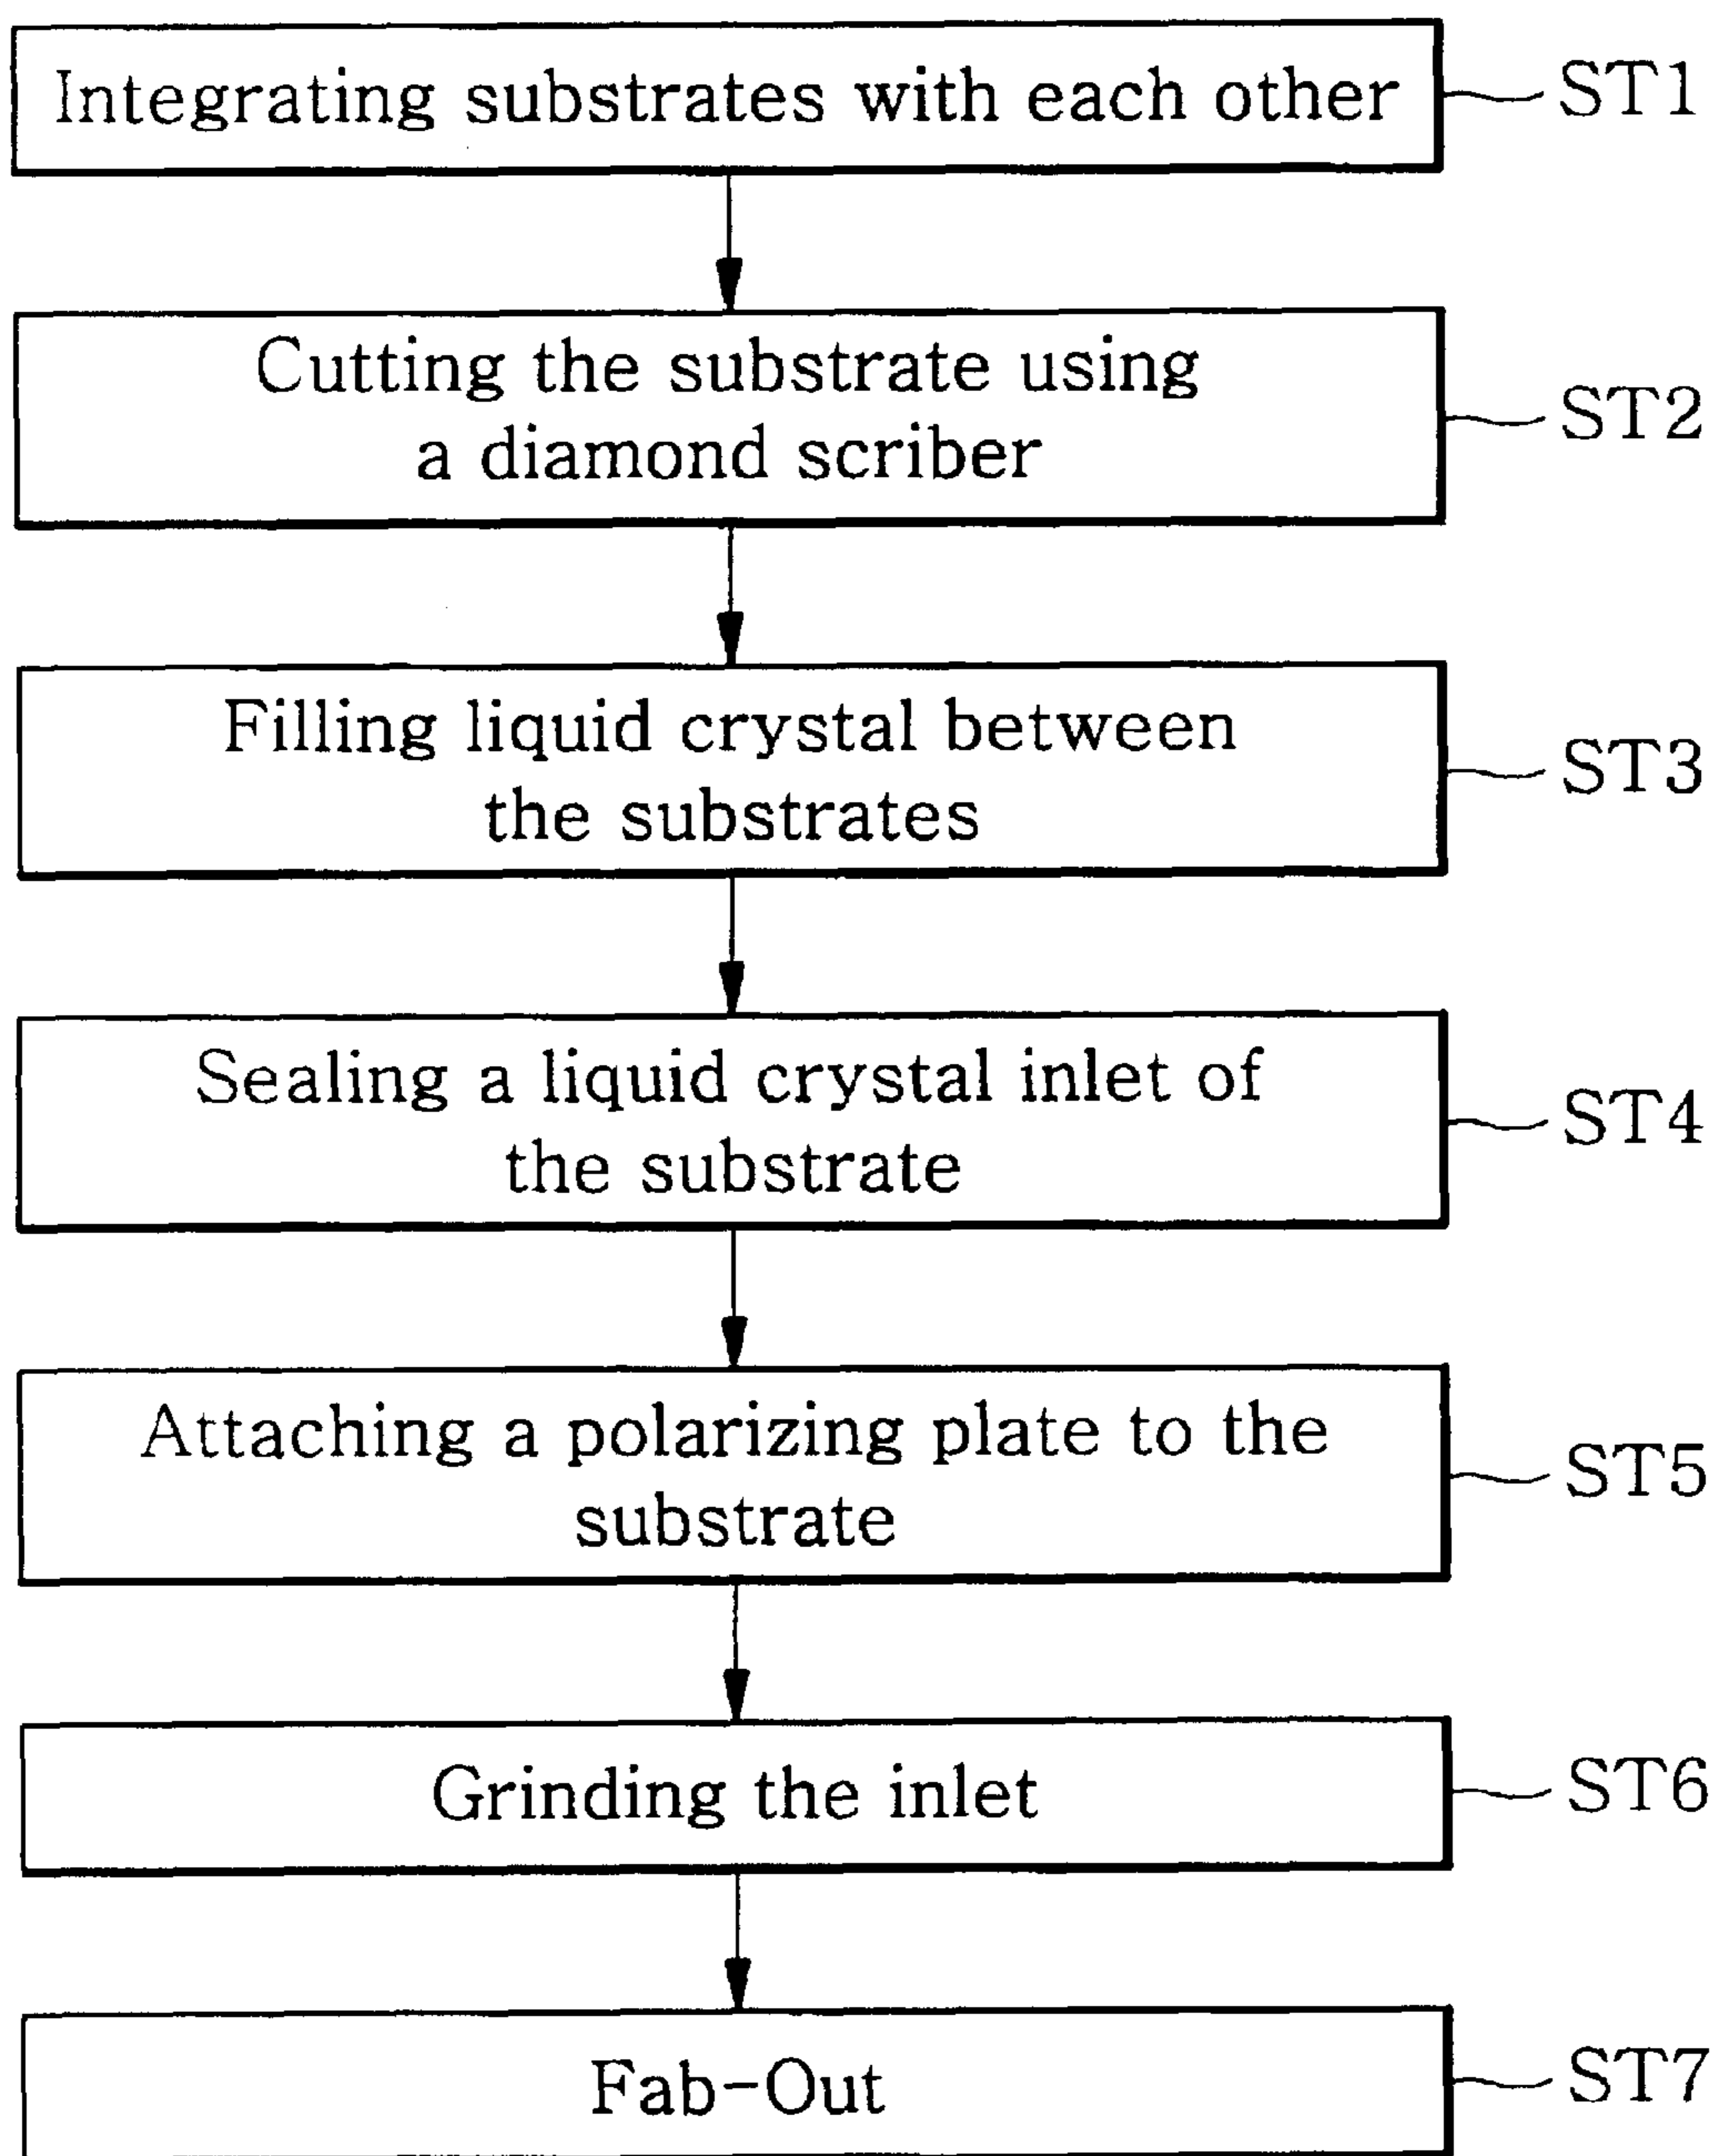 Integrating substrates with each other
ST1
Cutting the substrate using
a diamond scriber
ST2
Filling liquid crystal between
the substrates
ST3
Sealing a liquid crystal inlet of
the substrate
ST4
Attaching a polarizing plate to the
substrate
ST5
Grinding the inlet
ST6
Fab-Out
ST7